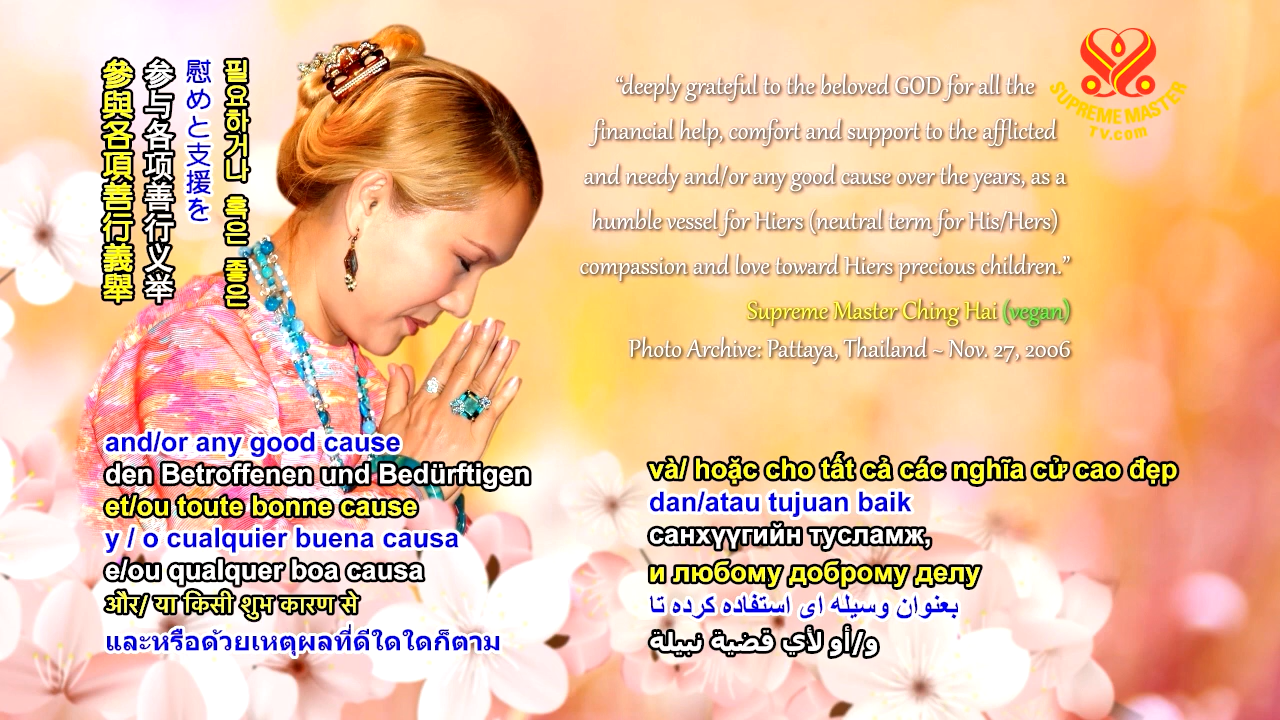 參與各項善行義舉
参与各项善行义举
慰めと支援を
필요하거나 혹은 좋은
“deeply grateful to the beloved GOD for all the
financial help, comfort and support to the afflicted
and needy and/or any good cause over the years, as a
humble vessel for Hiers (neutral term for His/Hers)
compassion and love toward Hiers precious children.”
Supreme Master Ching Hai (vegan)
Photo Archive: Pattaya, Thailand ~ Nov. 27, 2006
SUPREME MASTER
TV.com
and/or any good cause
den Betroffenen und Bedürftigen
et/ou toute bonne cause
y / o cualquier buena causa
e/ou qualquer boa causa
और/ या किसी शुभ कारण से
และหรือด้วยเหตุผลที่ดีใดใดก็ตาม
và/ hoặc cho tất cả các nghĩa cử cao đẹp
dan/atau tujuan baik
санхүүгийн тусламж,
и любому доброму делу
بعنوان وسیله ای استفاده کرده تا
و/أو لأي قضية نبيلة